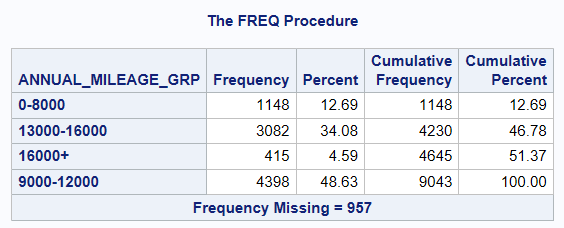 The FREQ Procedure
Cumulative Cumulative
ANNUAL_MILEAGE_GRP Frequency Percent Frequency Percent
0-8000 1148 12.69 1148 12.69
13000-16000 3082 34.08 4230 46.78
16000+ 415 4.59 4645 51.37
9000-12000 4398 48.63 9043 100.00
Frequency Missing = 957